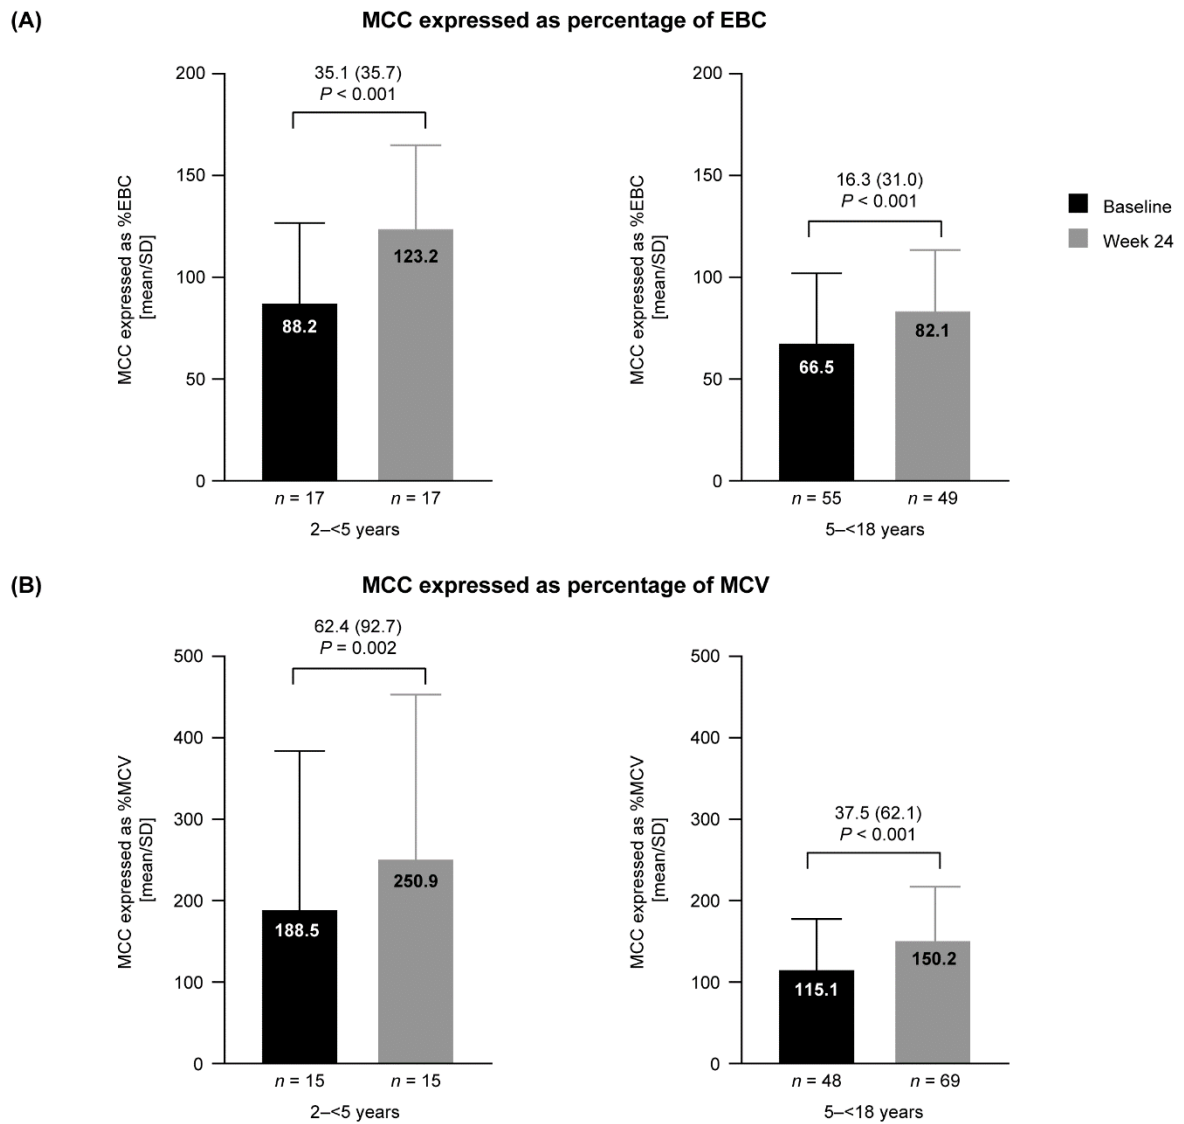 (A)
MCC expressed as percentage of EBC
MCC expressed as %EBC
[mean/SD]
200
150
100
50
0
35.1 (35.7)
P < 0.001
88.2
123.2
n = 17
n = 17
2–<5 years
MCC expressed as %EBC
[mean/SD]
200
150
100
50
0
16.3 (31.0)
P < 0.001
66.5
82.1
n = 55
n = 49
5–<18 years
Baseline
Week 24
(B)
MCC expressed as percentage of MCV
MCC expressed as %MCV
[mean/SD]
500
400
300
200
100
0
62.4 (92.7)
P = 0.002
188.5
250.9
n = 15
n = 15
2–<5 years
MCC expressed as %MCV
[mean/SD]
500
400
300
200
100
0
37.5 (62.1)
P < 0.001
115.1
150.2
n = 48
n = 69
5–<18 years